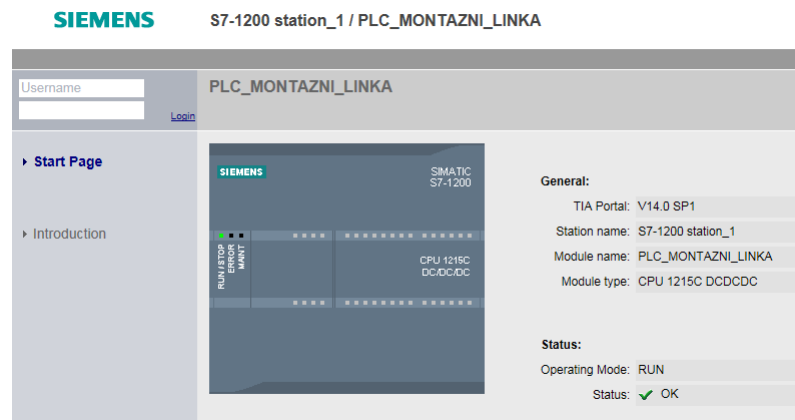 SIEMENS
S7-1200 station_1 / PLC_MONTAZNI_LINKA
Username
Login
PLC_MONTAZNI_LINKA
Start Page
Introduction
SIEMENS
SIMATIC
S7-1200
RUN / STOP
ERROR
MAINT
CPU 1215C
DC/DC/DC
General:
TIA Portal: V14.0 SP1
Station name: S7-1200 station_1
Module name: PLC_MONTAZNI_LINKA
Module type: CPU 1215C DCDCDC
Status:
Operating Mode: RUN
Status: OK